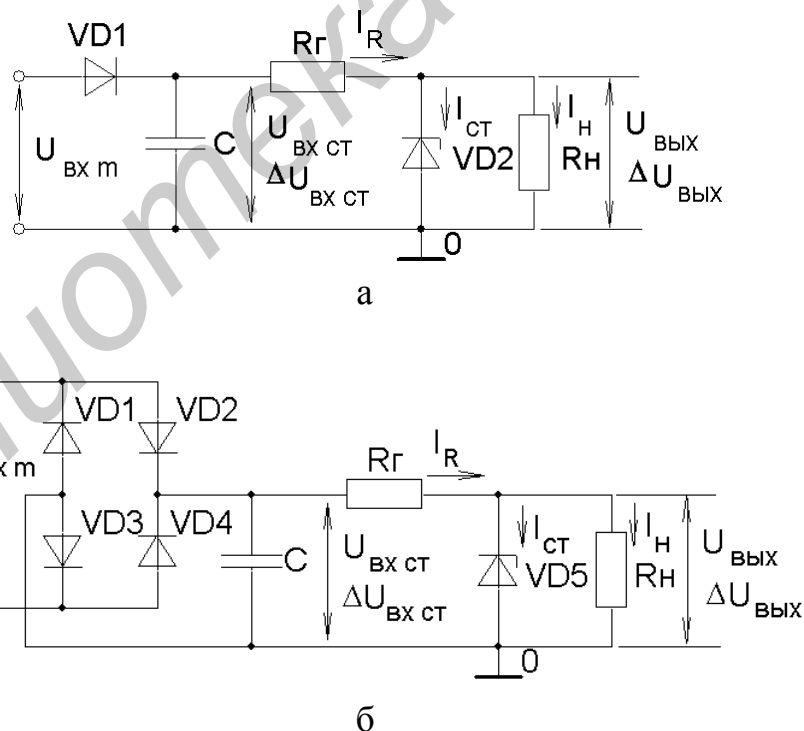 VD1
Rг
I R
U вх m
C
U вх ст
ΔU вх ст
I ст
VD2
I н
Rн
U вых
ΔU вых
0
а
VD1
VD2
х m
VD3
VD4
C
Rг
I R
U вх ст
ΔU вх ст
I ст
VD5
I н
Rн
U вых
ΔU вых
0
б
иотека